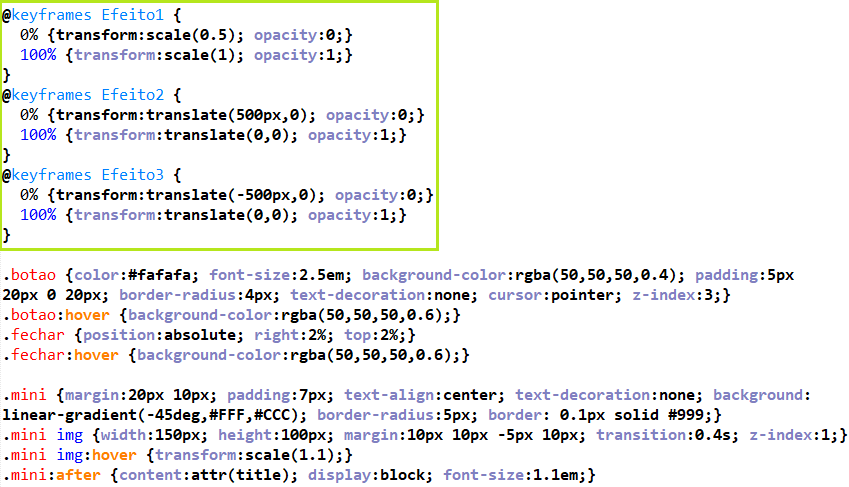 @keyframes Efeito1 {
  0% {transform:scale(0.5); opacity:0;}
  100% {transform:scale(1); opacity:1;}
}
@keyframes Efeito2 {
  0% {transform:translate(500px,0); opacity:0;}
  100% {transform:translate(0,0); opacity:1;}
}
@keyframes Efeito3 {
  0% {transform:translate(-500px,0); opacity:0;}
  100% {transform:translate(0,0); opacity:1;}
}
.botao {color:#fafafa; font-size:2.5em; background-color:rgba(50,50,50,0.4); padding:5px
20px 0 20px; border-radius:4px; text-decoration:none; cursor:pointer; z-index:3;}
.botao:hover {background-color:rgba(50,50,50,0.6);}
.fechar {position:absolute; right:2%; top:2%;}
.fechar:hover {background-color:rgba(50,50,50,0.6);}
.mini {margin:20px 10px; padding:7px; text-align:center; text-decoration:none; background:
linear-gradient(-45deg,#FFF,#CCC); border-radius:5px; border: 0.1px solid #999;}
.mini img {width:150px; height:100px; margin:10px 10px -5px 10px; transition:0.4s; z-index:1;}
.mini img:hover {transform:scale(1.1);}
.mini:after {content:attr(title); display:block; font-size:1.1em;}